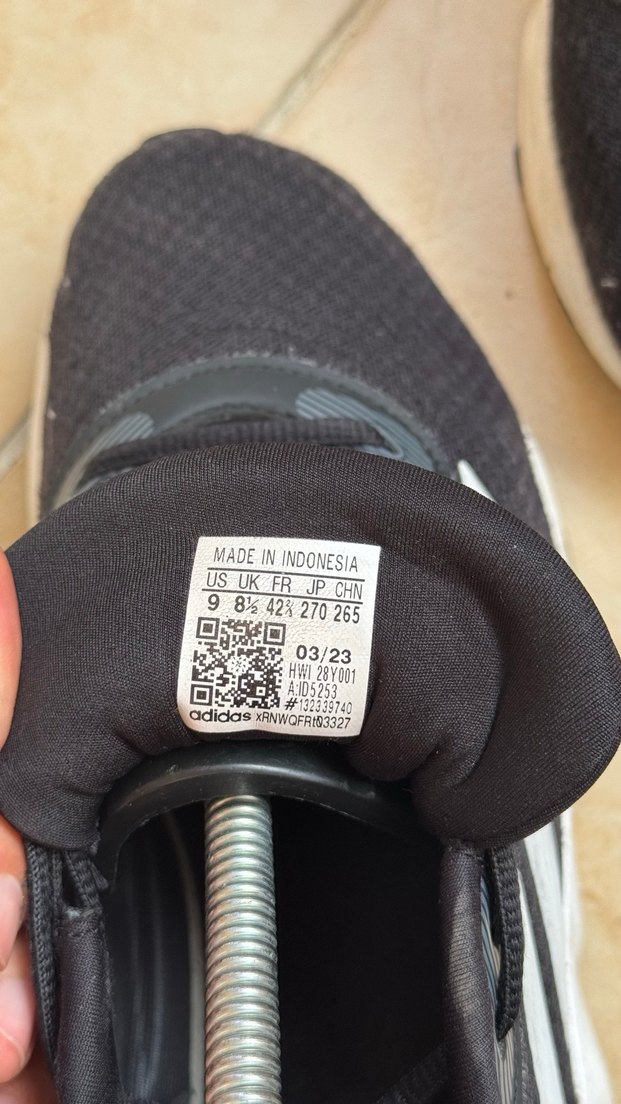 MADE IN INDONESIA
US UK FR JP CHN
9 8½ 42⅔ 270 265
03/23
HWI 28Y001
A:ID5253
#132339740
adidas xRNWQFRt03327